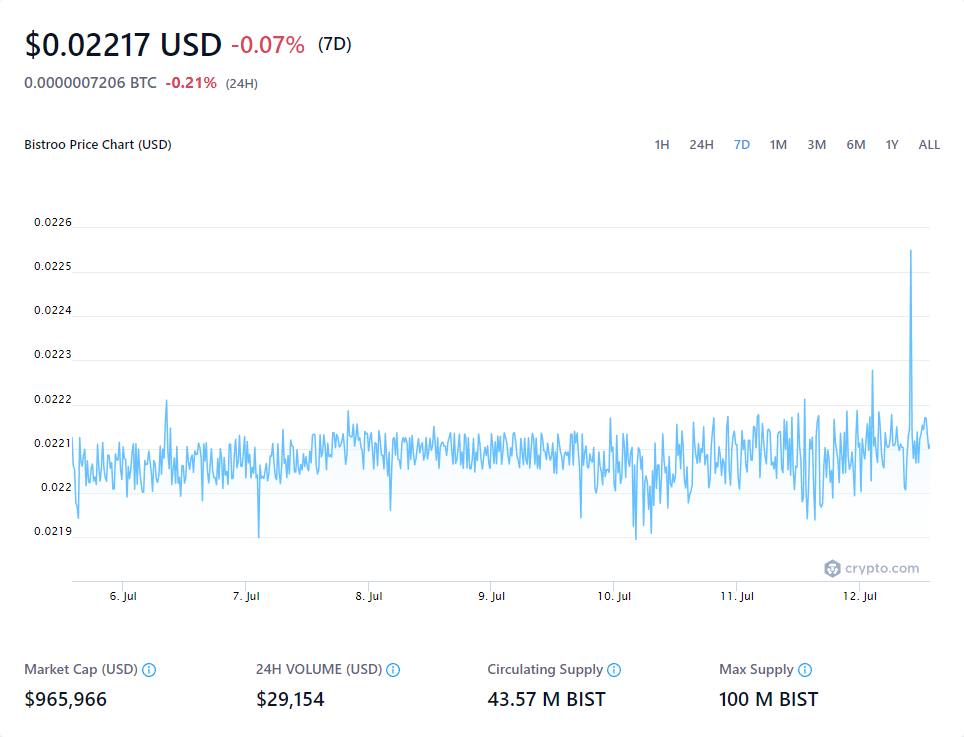 $0.02217 USD -0.07% (7D)
0.0000007206 BTC -0.21% (24H)
Bistroo Price Chart (USD)
1H 24H 7D 1M 3M 6M 1Y ALL
0.0226
0.0225
0.0224
0.0223
0.0222
0.0221
0.022
0.0219
crypto.com
6. Jul 7. Jul 8. Jul 9. Jul 10. Jul 11. Jul 12. Jul
Market Cap (USD) 24H VOLUME (USD) Circulating Supply Max Supply
$965,966 $29,154 43.57 M BIST 100 M BIST